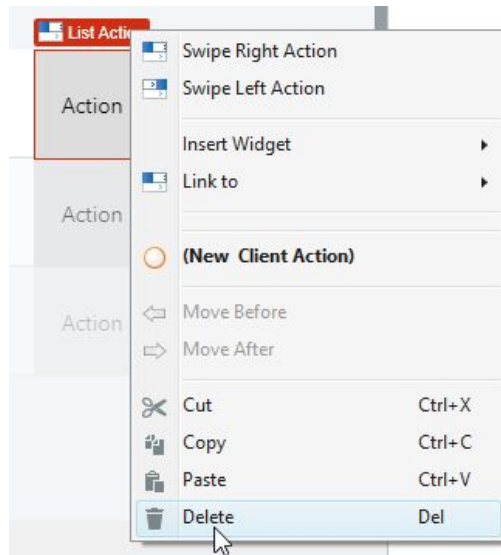 List Actio
Swipe Right Action
Swipe Left Action
Action
Insert Widget
Link to
Action
(New Client Action)
Move Before
Action
Move After
Cut Ctrl+X
Copy Ctrl+C
Paste Ctrl+V
Delete Del